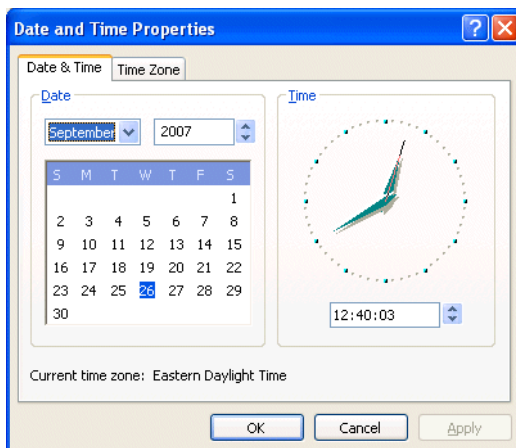 Date and Time Properties
Date & Time Time Zone
Date
September 2007
S M T W T F S
1
2 3 4 5 6 7 8
9 10 11 12 13 14 15
16 17 18 19 20 21 22
23 24 25 26 27 28 29
30
Time
12:40:03
Current time zone: Eastern Daylight Time
OK Cancel Apply